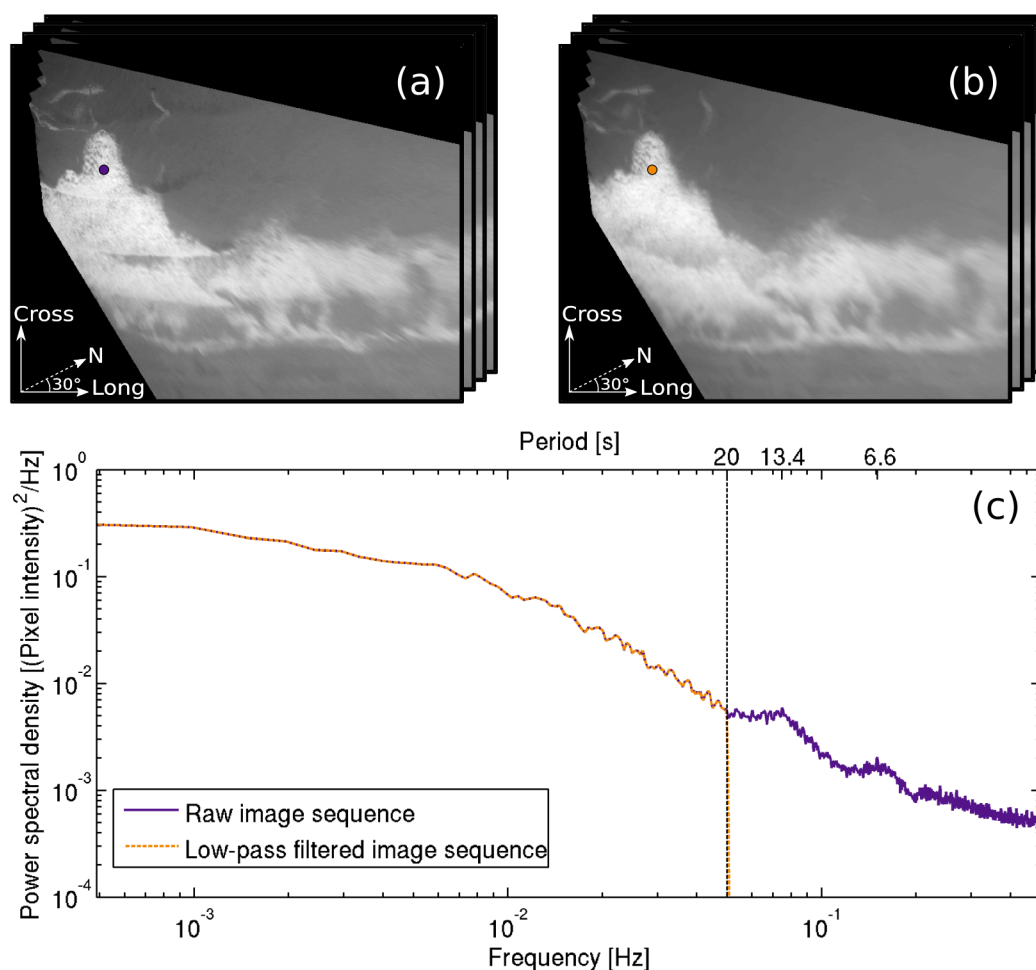 (a)
Cross
N
30°
Long
(b)
Cross
N
30°
Long
Period [s]
20 13.4 6.6
(c)
Power spectral density [(Pixel intensity)²/Hz]
10⁰
10⁻¹
10⁻²
10⁻³
10⁻⁴
Raw image sequence
Low-pass filtered image sequence
10⁻³ 10⁻² 10⁻¹
Frequency [Hz]